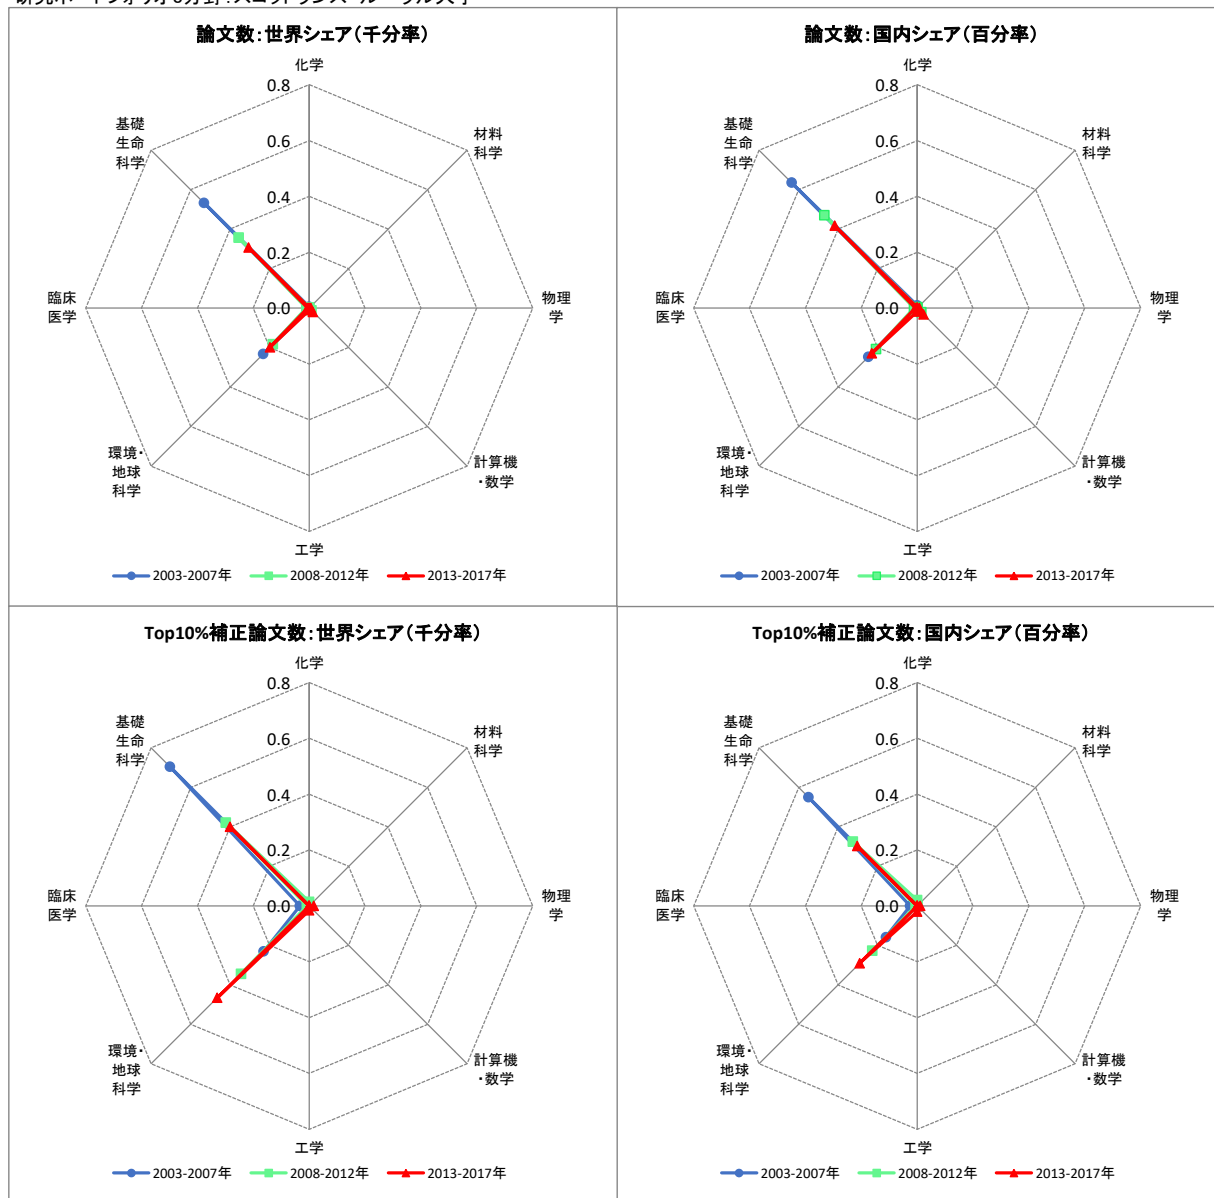 論文数：世界シェア（千分率）
化学
0.8
0.6
0.4
0.2
0.0
材料
科学
物理
学
計算機
・数学
工学
環境・
地球
科学
臨床
医学
基礎
生命
科学
2003-2007年 2008-2012年 2013-2017年
論文数：国内シェア（百分率）
化学
0.8
0.6
0.4
0.2
0.0
材料
科学
物理
学
計算機
・数学
工学
環境・
地球
科学
臨床
医学
基礎
生命
科学
2003-2007年 2008-2012年 2013-2017年
Top10%補正論文数：世界シェア（千分率）
化学
0.8
0.6
0.4
0.2
0.0
材料
科学
物理
学
計算機
・数学
工学
環境・
地球
科学
臨床
医学
基礎
生命
科学
2003-2007年 2008-2012年 2013-2017年
Top10%補正論文数：国内シェア（百分率）
化学
0.8
0.6
0.4
0.2
0.0
材料
科学
物理
学
計算機
・数学
工学
環境・
地球
科学
臨床
医学
基礎
生命
科学
2003-2007年 2008-2012年 2013-2017年